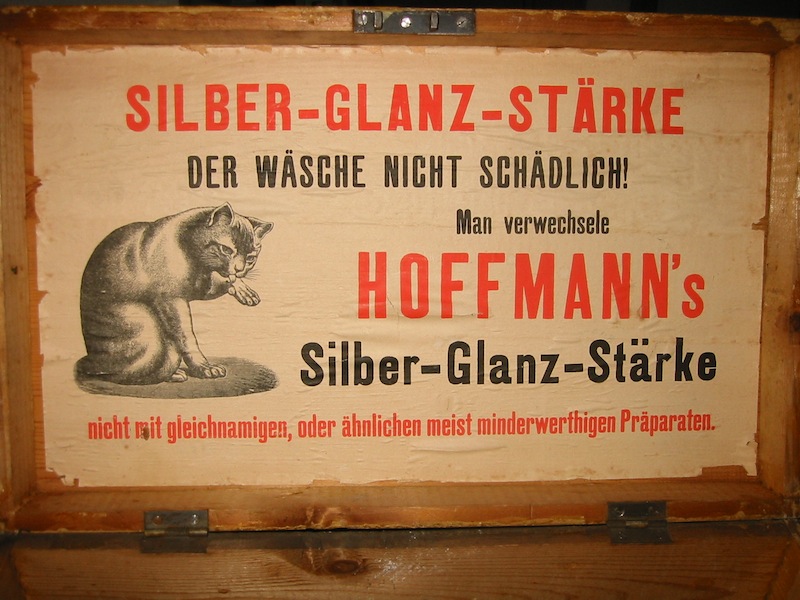 SILBER-GLANZ-STÄRKE
DER WÄSCHE NICHT SCHÄDLICH!
Man verwechsele
HOFFMANN's
Silber-Glanz-Stärke
nicht mit gleichnamigen, oder ähnlichen meist minderwerthigen Präparaten.